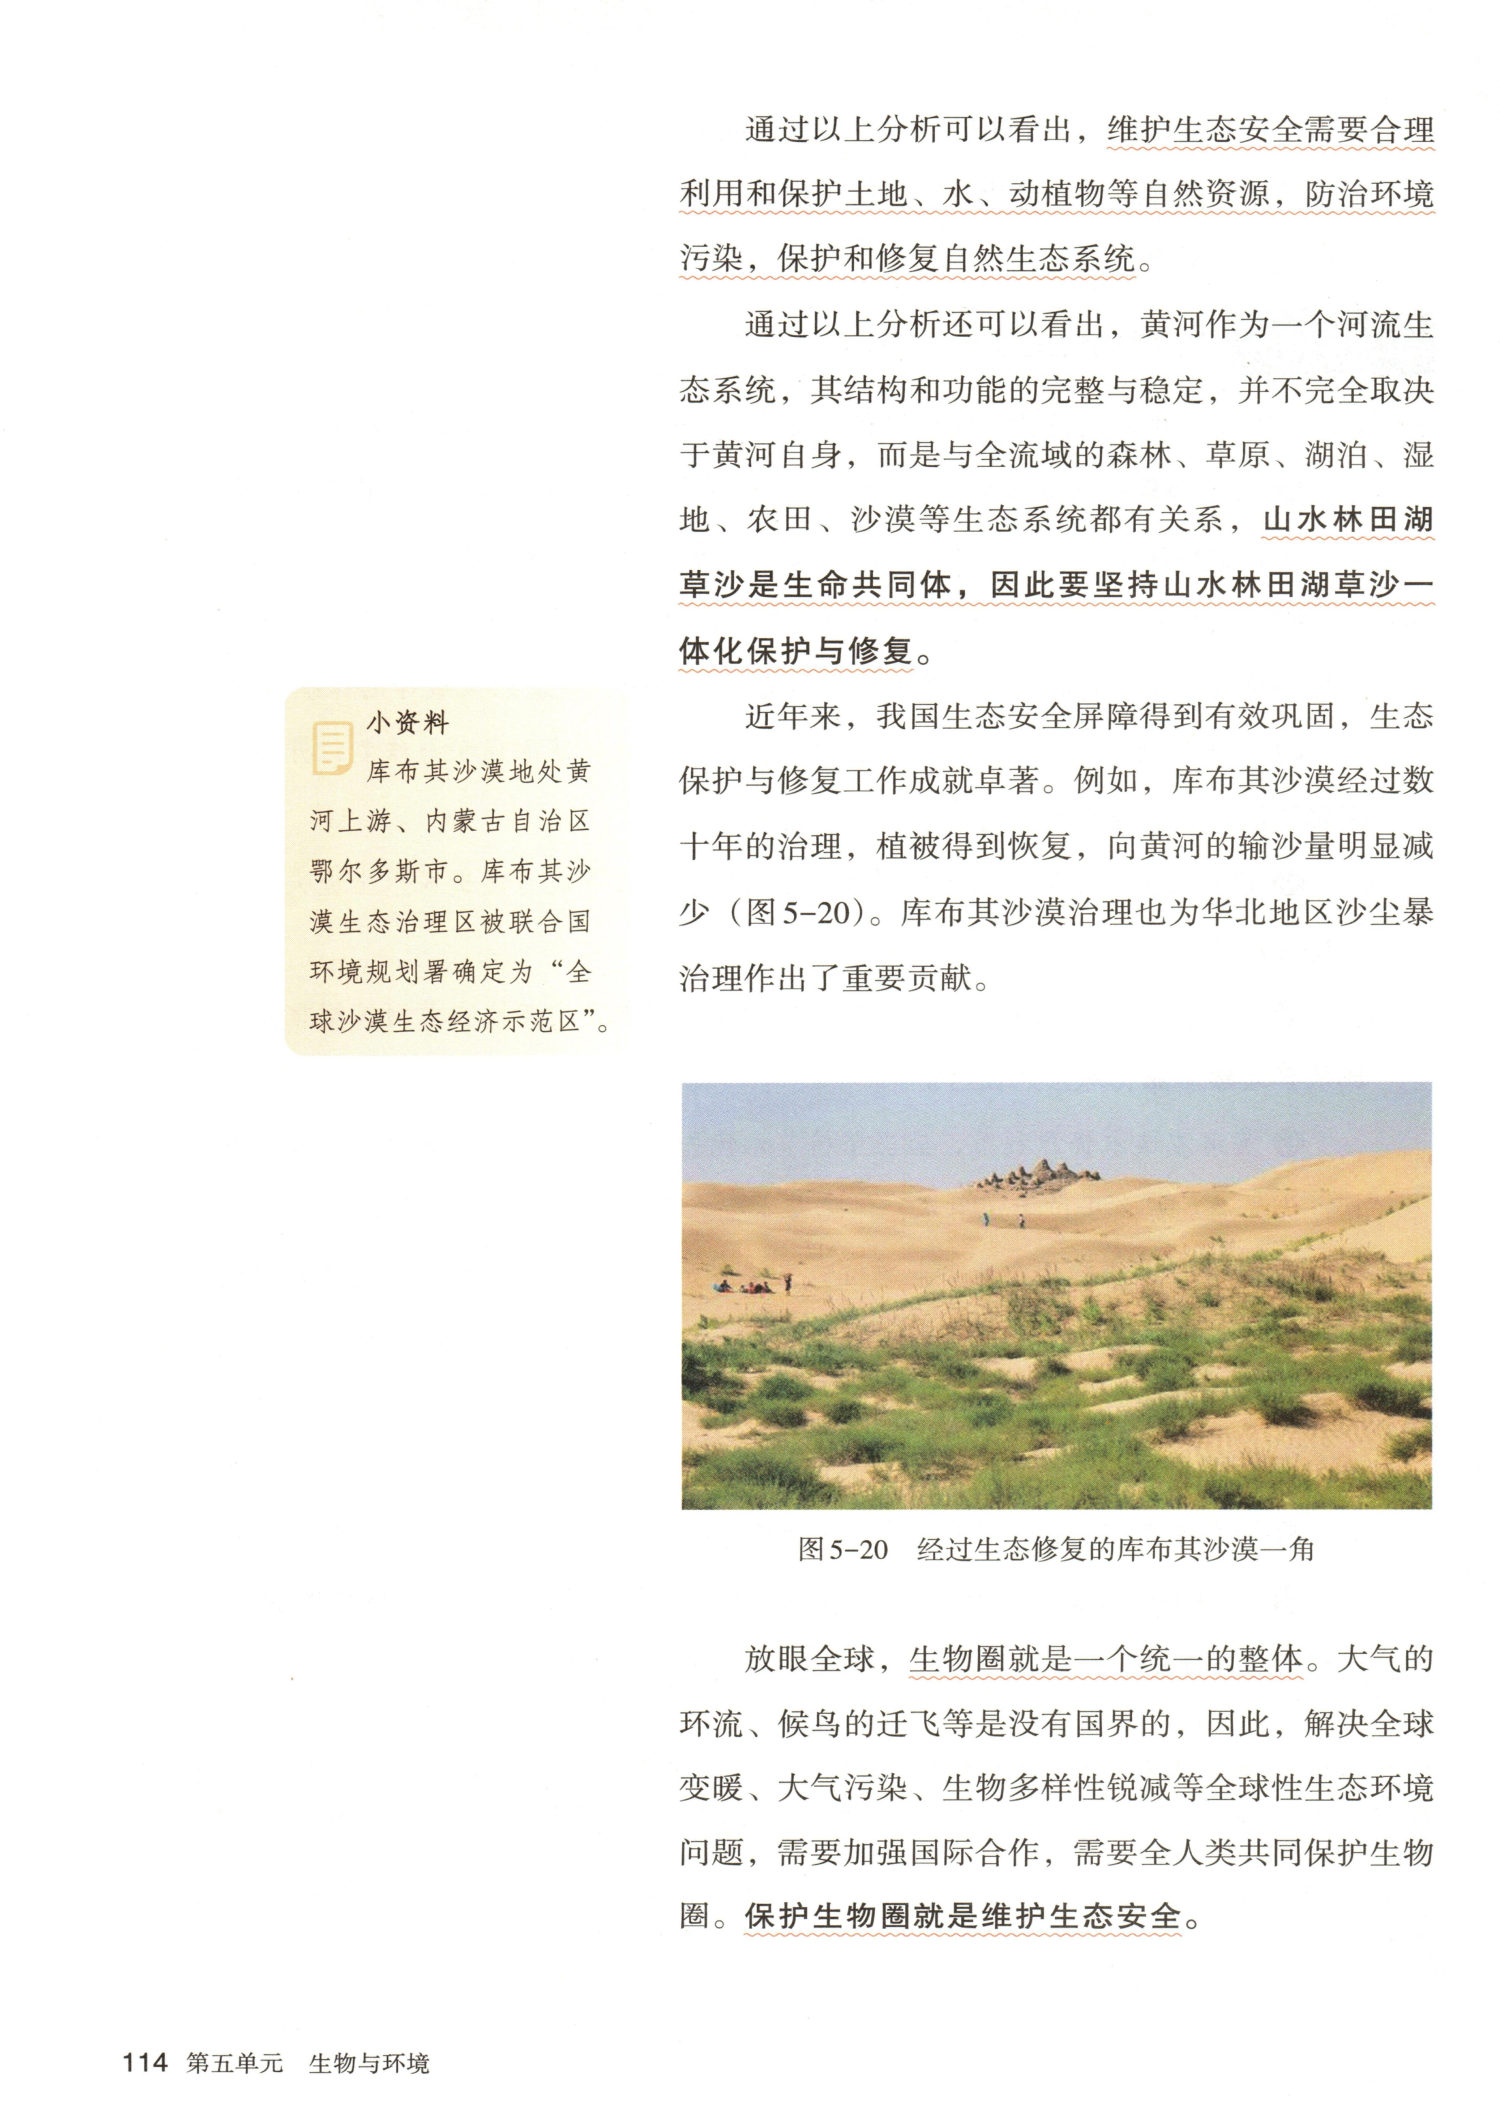 通过以上分析可以看出，维护生态安全需要合理
利用和保护土地、水、动植物等自然资源，防治环境
污染，保护和修复自然生态系统。
通过以上分析还可以看出，黄河作为一个河流生
态系统，其结构和功能的完整与稳定，并不完全取决
于黄河自身，而是与全流域的森林、草原、湖泊、湿
地、农田、沙漠等生态系统都有关系，山水林田湖
草沙是生命共同体，因此要坚持山水林田湖草沙一
体化保护与修复。
小资料
库布其沙漠地处黄
河上游、内蒙古自治区
鄂尔多斯市。库布其沙
漠生态治理区被联合国
环境规划署确定为“全
球沙漠生态经济示范区”。
近年来，我国生态安全屏障得到有效巩固，生态
保护与修复工作成就卓著。例如，库布其沙漠经过数
十年的治理，植被得到恢复，向黄河的输沙量明显减
少（图5-20）。库布其沙漠治理也为华北地区沙尘暴
治理作出了重要贡献。
图5-20 经过生态修复的库布其沙漠一角
放眼全球，生物圈就是一个统一的整体。大气的
环流、候鸟的迁飞等是没有国界的，因此，解决全球
变暖、大气污染、生物多样性锐减等全球性生态环境
问题，需要加强国际合作，需要全人类共同保护生物
圈。保护生物圈就是维护生态安全。
114 第五单元 生物与环境